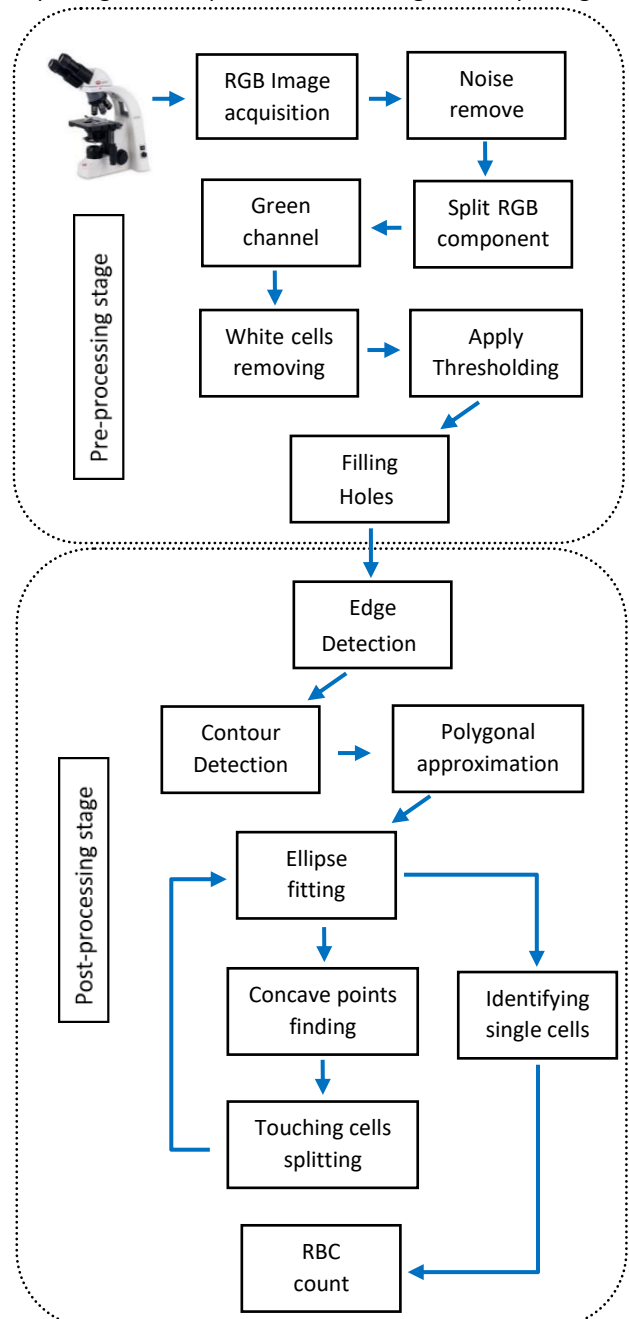 RGB Image
acquisition
Noise
remove
Split RGB
component
Green
channel
White cells
removing
Apply
Thresholding
Filling
Holes
Pre-processing stage
Edge
Detection
Contour
Detection
Polygonal
approximation
Ellipse
fitting
Concave points
finding
Identifying
single cells
Touching cells
splitting
RBC
count
Post-processing stage